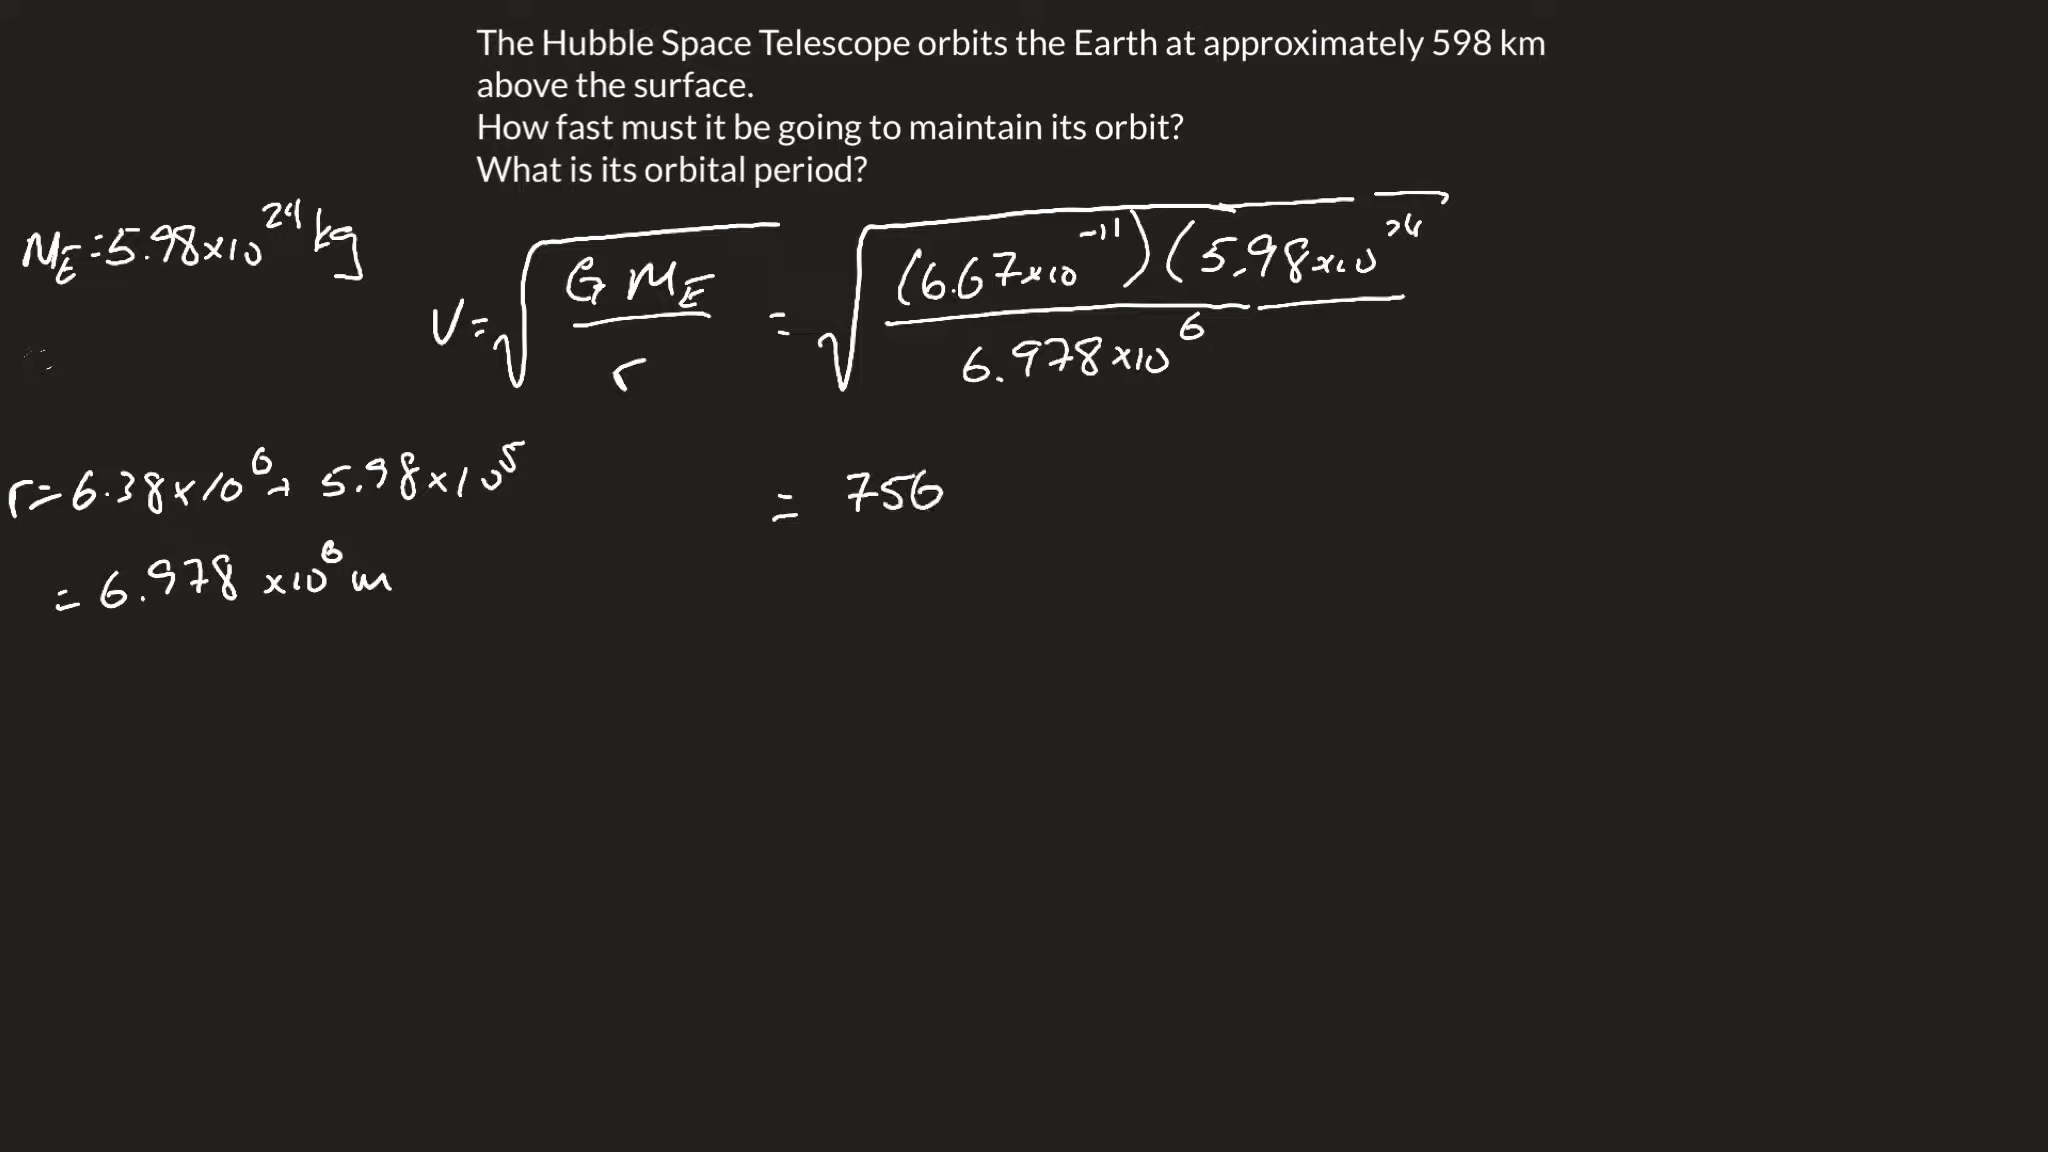 The Hubble Space Telescope orbits the Earth at approximately 598 km
above the surface.
How fast must it be going to maintain its orbit?
What is its orbital period?
M_E = 5.98×10^24 kg
V = √(G M_E / r) = √((6.67×10^-11)(5.98×10^24) / 6.978×10^6)
r = 6.38×10^6 + 5.98×10^5
= 756
= 6.978 ×10^6 m